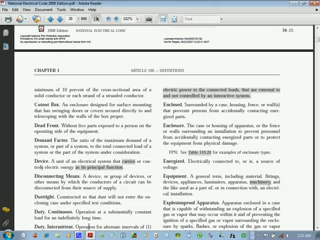 National Electrical Code 2008 Edition.pdf - Adobe Reader
2008 Edition NATIONAL ELECTRICAL CODE
CHAPTER 1 ARTICLE 100 — DEFINITIONS
minimum of 10 percent of the cross-sectional area of a
solid conductor or each strand of a stranded conductor.
Cutout Box. An enclosure designed for surface mounting
that has swinging doors or covers secured directly to and
telescoping with the walls of the box proper.
Dead Front. Without live parts exposed to a person on the
operating side of the equipment.
Demand Factor. The ratio of the maximum demand of a
system, or part of a system, to the total connected load of a
system or the part of the system under consideration.
Device. A unit of an electrical system that carries or con-
trols electric energy as its principal function.
Disconnecting Means. A device, or group of devices, or
other means by which the conductors of a circuit can be
disconnected from their source of supply.
Dusttight. Constructed so that dust will not enter the en-
closing case under specified test conditions.
Duty, Continuous. Operation at a substantially constant
load for an indefinitely long time.
Duty, Intermittent. Operation for alternate intervals of (1)
electric power to the connected loads, that are external to
and not controlled by an interactive system.
Enclosed. Surrounded by a case, housing, fence, or wall(s)
that prevents persons from accidentally contacting ener-
gized parts.
Enclosure. The case or housing of apparatus, or the fence
or walls surrounding an installation to prevent personnel
from accidentally contacting energized parts or to protect
the equipment from physical damage.
FPN: See Table 110.20 for examples of enclosure types.
Energized. Electrically connected to, or is, a source of
voltage.
Equipment. A general term, including material, fittings,
devices, appliances, luminaires, apparatus, machinery, and
the like used as a part of, or in connection with, an electri-
cal installation.
Explosionproof Apparatus. Apparatus enclosed in a case
that is capable of withstanding an explosion of a specified
gas or vapor that may occur within it and of preventing the
ignition of a specified gas or vapor surrounding the enclo-
sure by sparks, flashes, or explosion of the gas or vapor